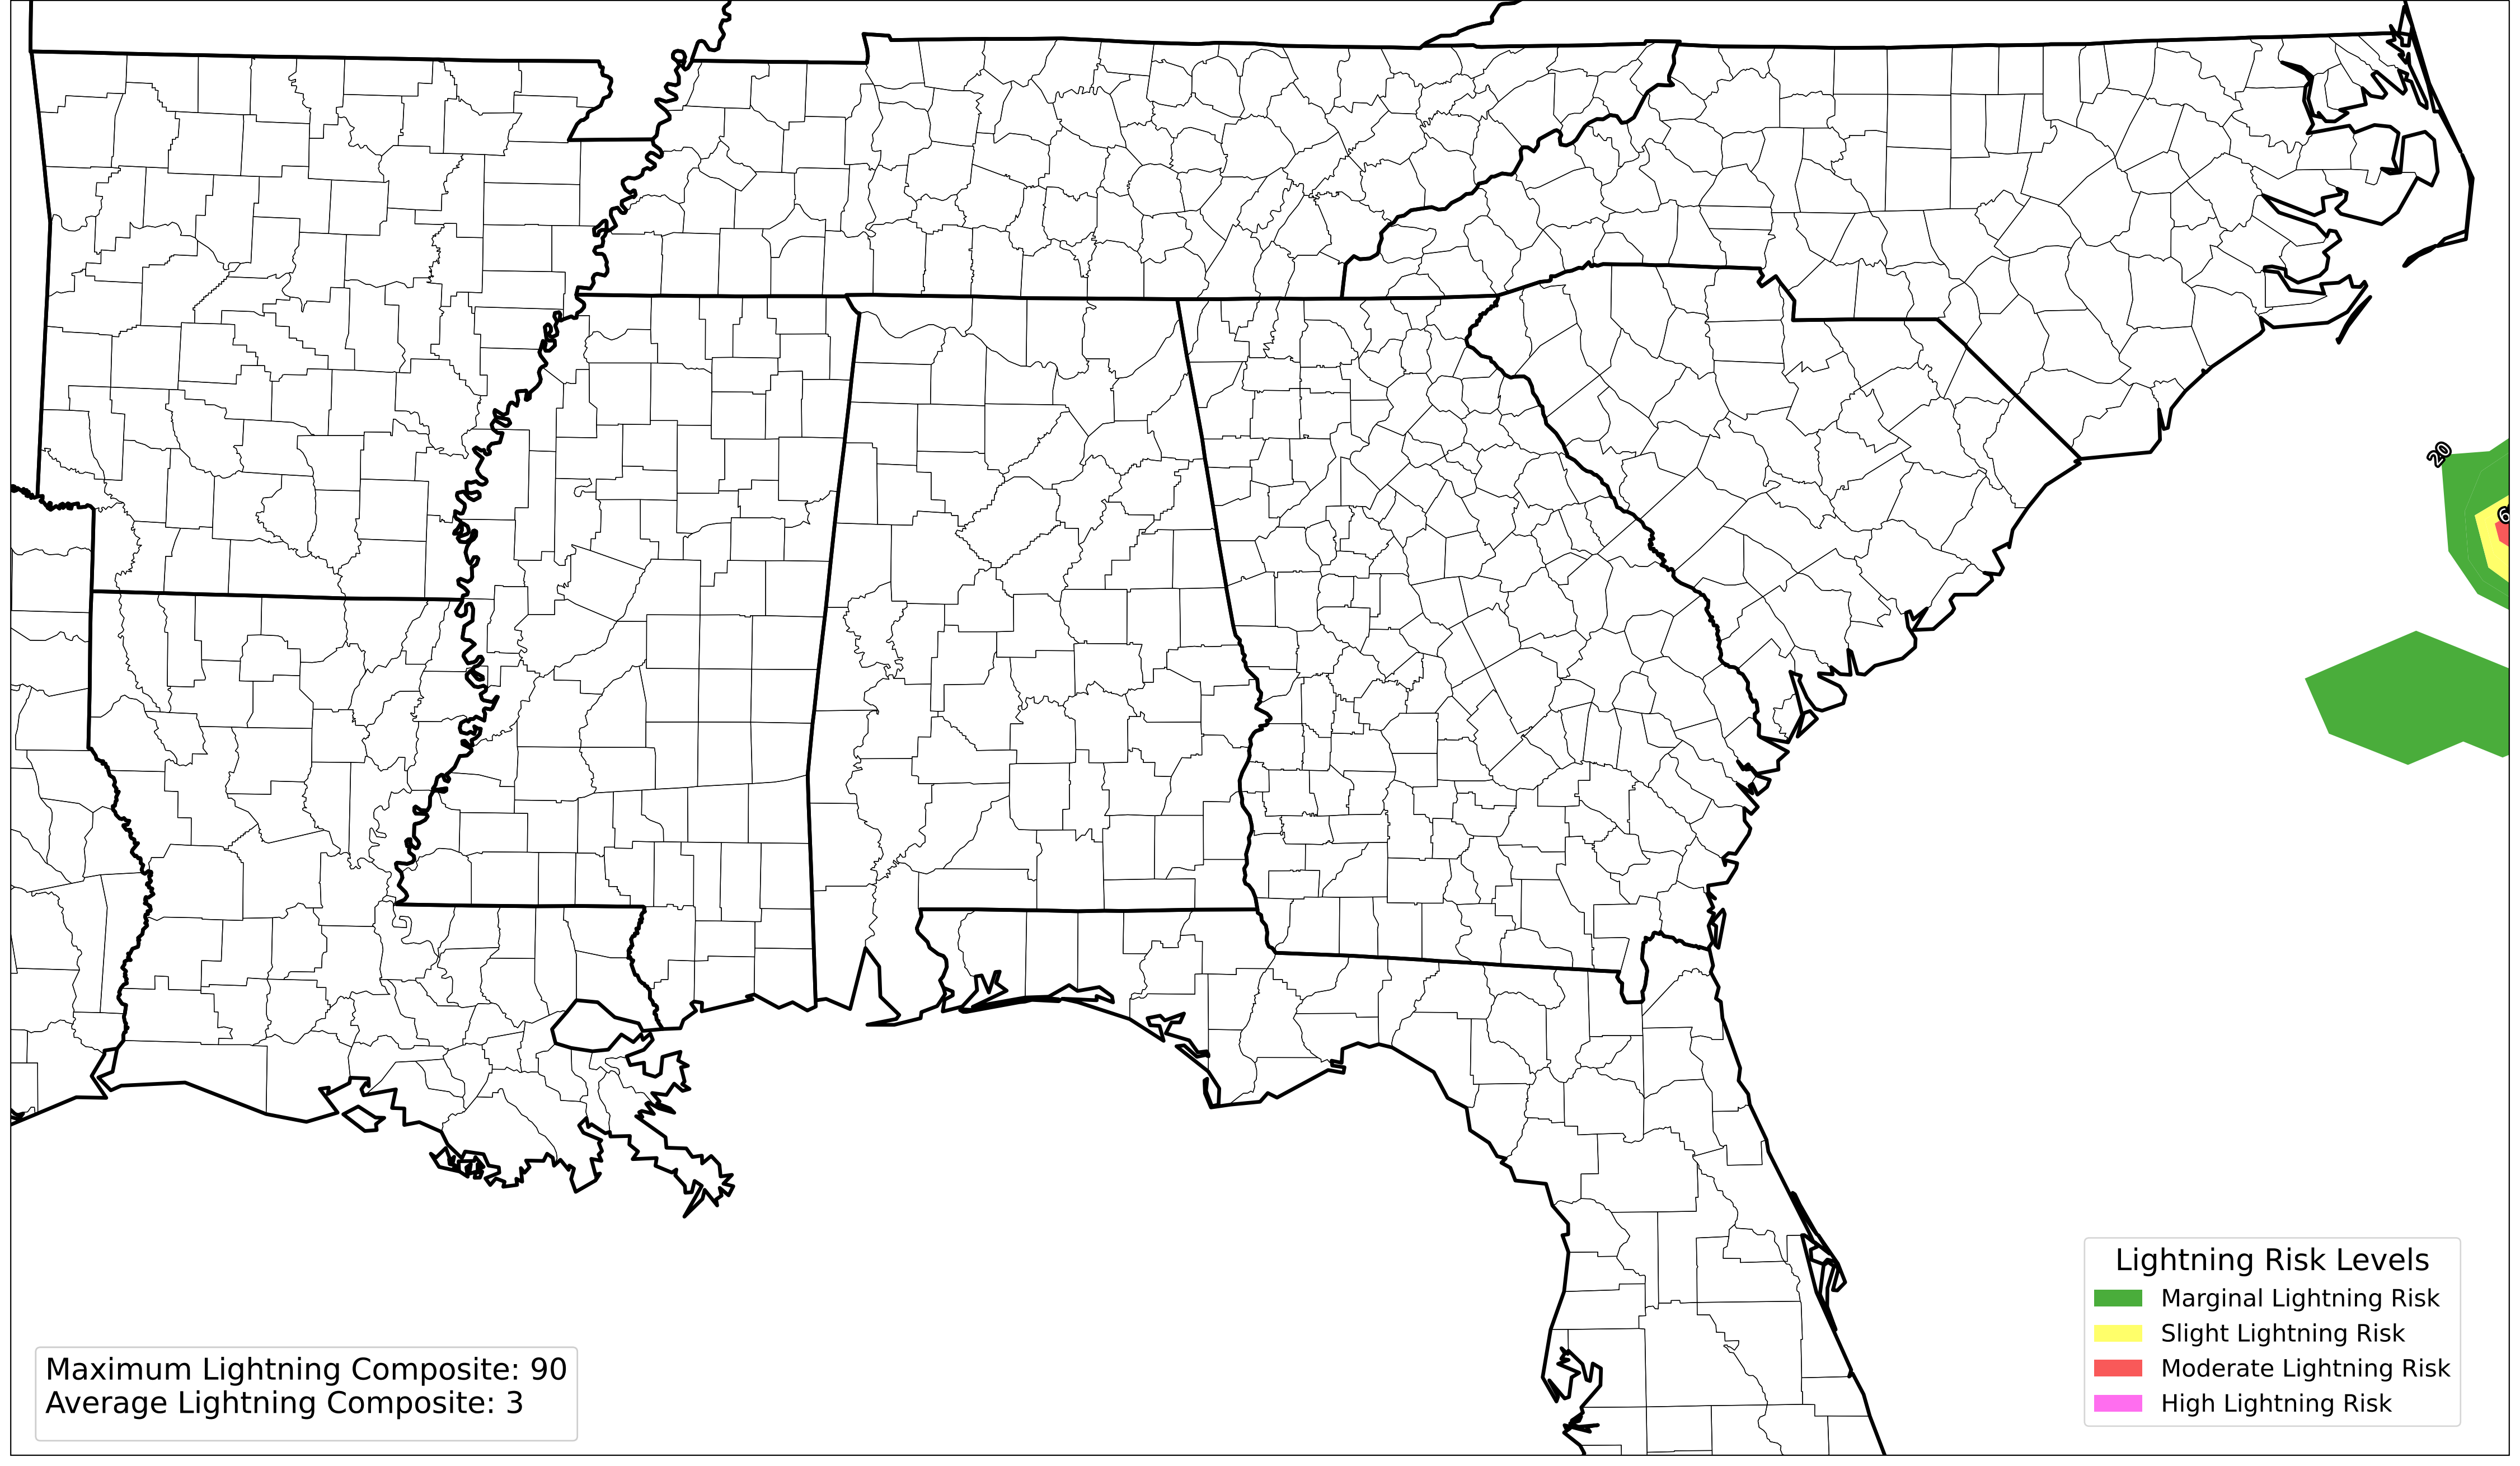 20
Lightning Risk Levels
Marginal Lightning Risk
Slight Lightning Risk
Moderate Lightning Risk
High Lightning Risk
Maximum Lightning Composite: 90
Average Lightning Composite: 3